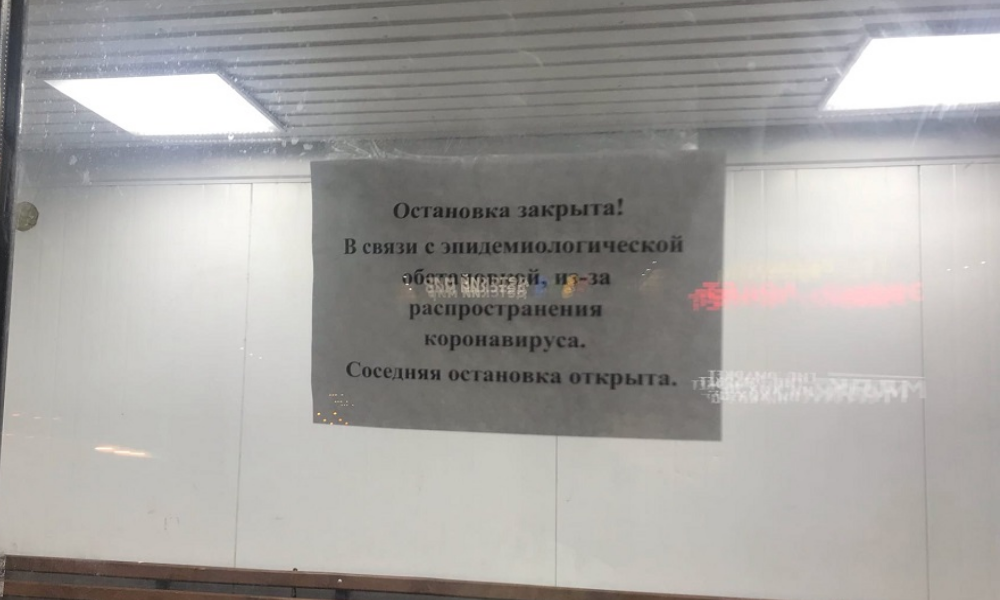 Остановка закрыта!
В связи с эпидемиологической
обстановкой, из-за
распространения
коронавируса.
Соседняя остановка открыта.